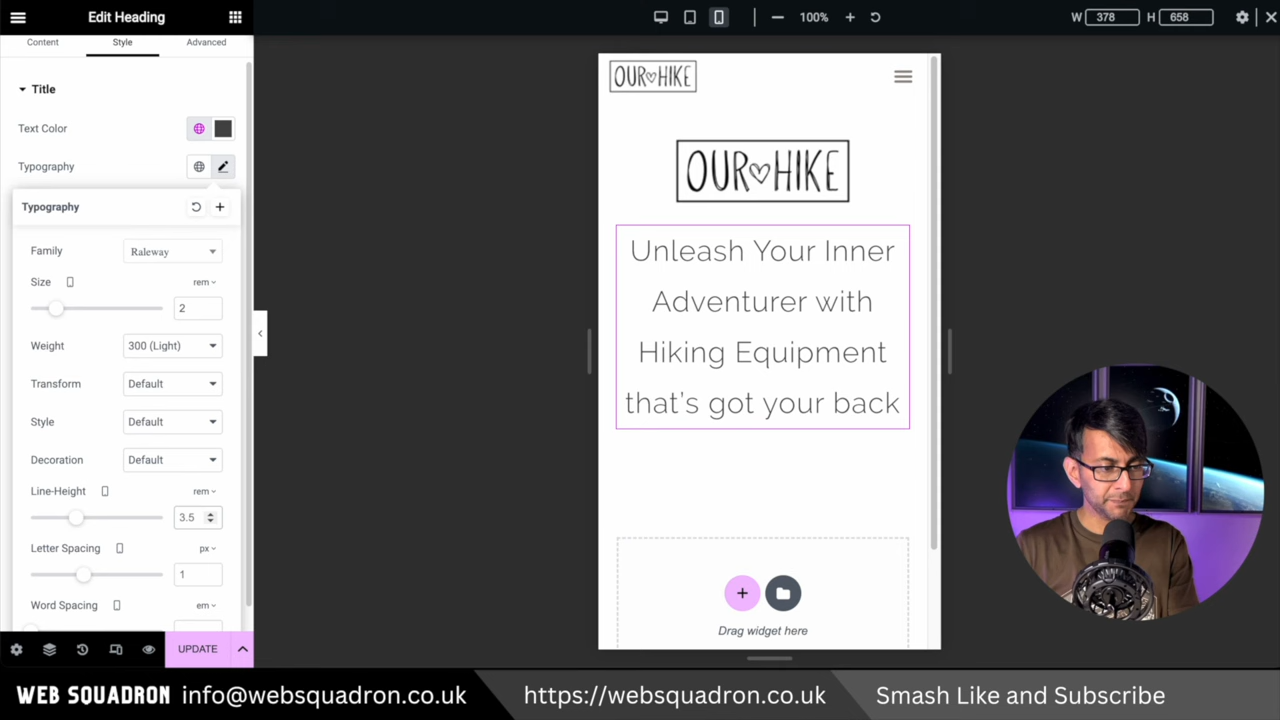 Edit Heading
100%
W 378 H 658
Content Style Advanced
Title
Text Color
Typography
Typography
Family Raleway
Size rem
2
Weight 300 (Light)
Transform Default
Style Default
Decoration Default
Line-Height rem
3.5
Letter Spacing px
1
Word Spacing em
UPDATE
OUR HIKE
OUR HIKE
Unleash Your Inner
Adventurer with
Hiking Equipment
that's got your back
Drag widget here
WEB SQUADRON info@websquadron.co.uk https://websquadron.co.uk Smash Like and Subscribe